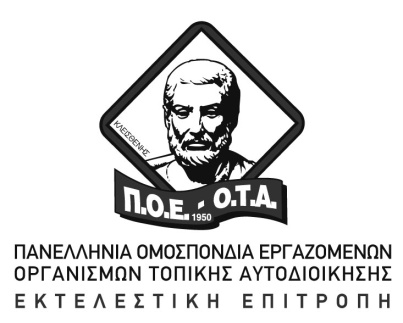 ΚΛΕΙΣΘΕΝΗΣ
Π.Ο.Ε. - Ο.Τ.Α.
1950
ΠΑΝΕΛΛΗΝΙΑ ΟΜΟΣΠΟΝΔΙΑ ΕΡΓΑΖΟΜΕΝΩΝ
ΟΡΓΑΝΙΣΜΩΝ ΤΟΠΙΚΗΣ ΑΥΤΟΔΙΟΙΚΗΣΗΣ
ΕΚΤΕΛΕΣΤΙΚΗ ΕΠΙΤΡΟΠΗ